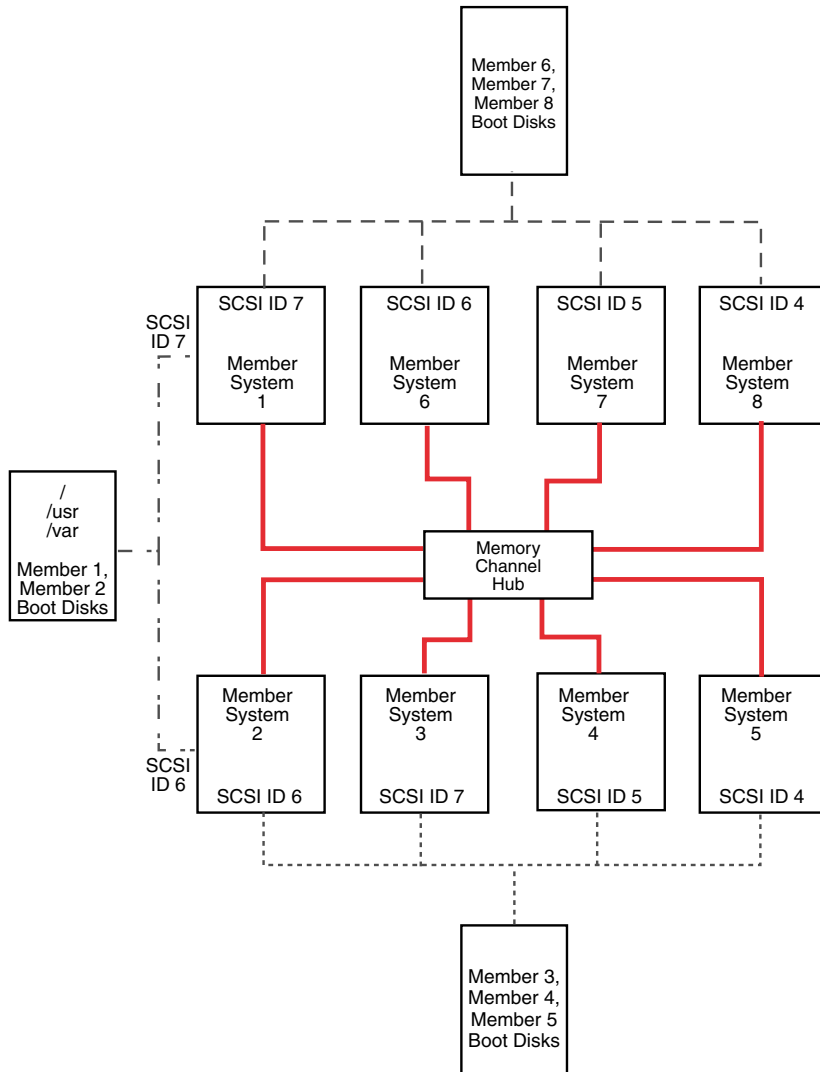 Member 6,
Member 7,
Member 8
Boot Disks
SCSI ID 7
SCSI ID 6
SCSI ID 5
SCSI ID 4
SCSI
ID 7
Member
System
1
Member
System
6
Member
System
7
Member
System
8
/
/usr
/var
Member 1,
Member 2
Boot Disks
Memory
Channel
Hub
Member
System
2
Member
System
3
Member
System
4
Member
System
5
SCSI
ID 6
SCSI ID 6
SCSI ID 7
SCSI ID 5
SCSI ID 4
Member 3,
Member 4,
Member 5
Boot Disks